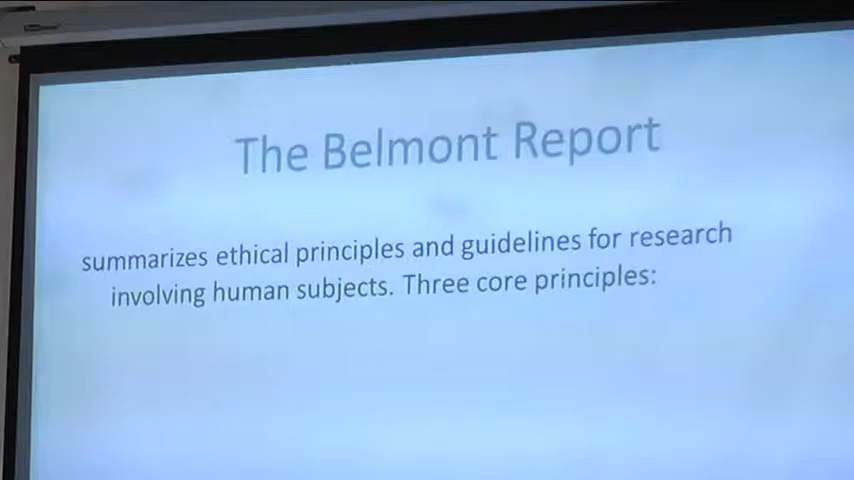 The Belmont Report
summarizes ethical principles and guidelines for research
involving human subjects. Three core principles: